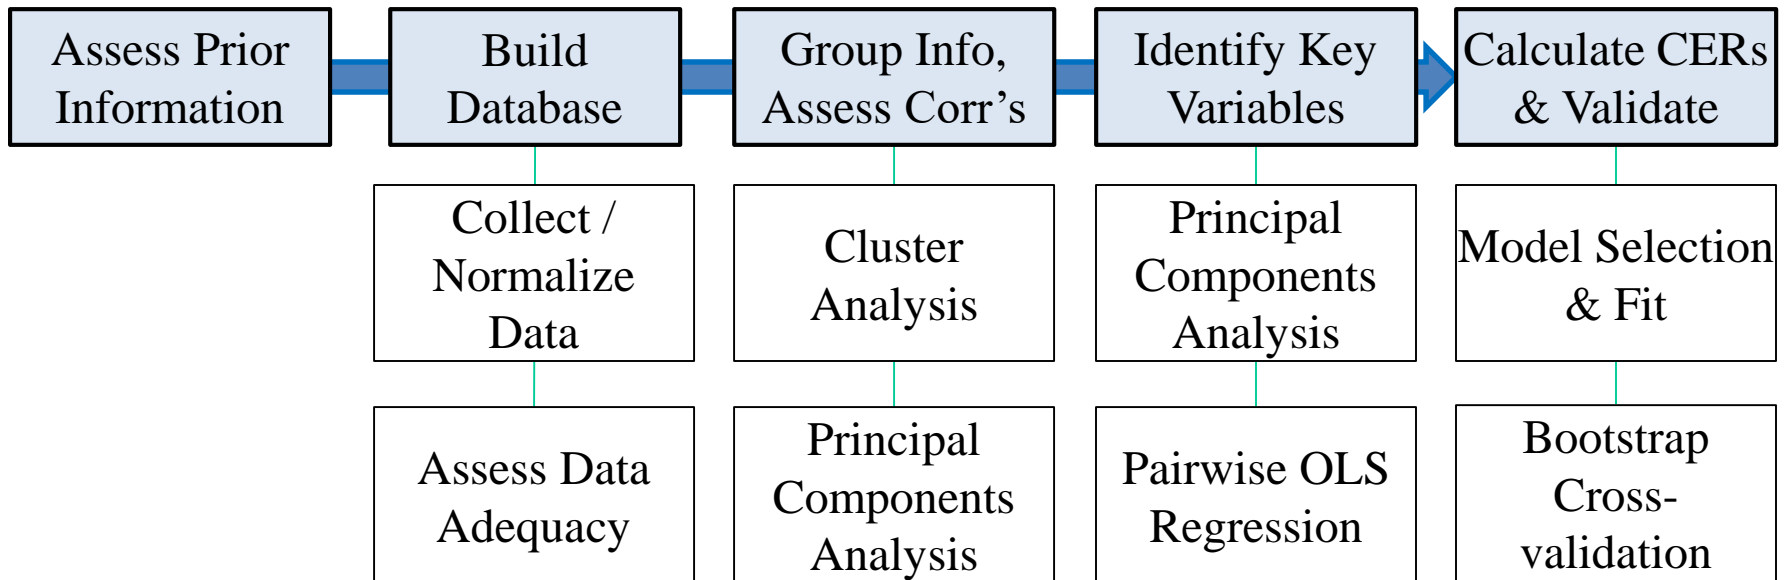 Assess Prior
Information
Build
Database
Group Info,
Assess Corr’s
Identify Key
Variables
Calculate CERs
& Validate
Collect /
Normalize
Data
Cluster
Analysis
Principal
Components
Analysis
Model Selection
& Fit
Assess Data
Adequacy
Principal
Components
Analysis
Pairwise OLS
Regression
Bootstrap
Cross-
validation